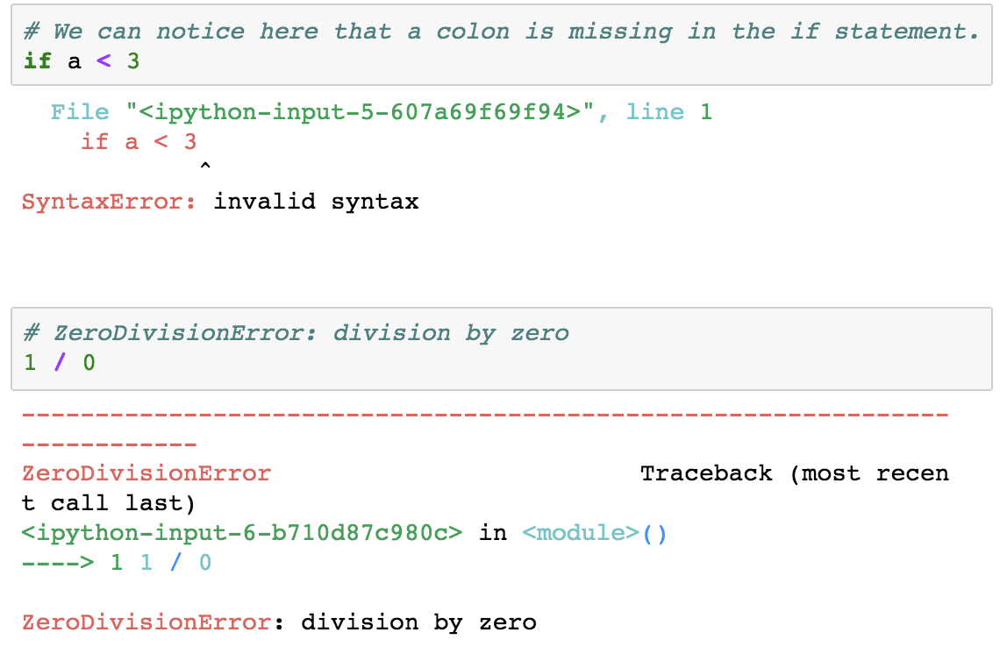 # We can notice here that a colon is missing in the if statement.
if a < 3
File "<ipython-input-5-607a69f69f94>", line 1
if a < 3
^
SyntaxError: invalid syntax
# ZeroDivisionError: division by zero
1 / 0
---------------------------------------------------------------
------------
ZeroDivisionError                         Traceback (most recen
t call last)
<ipython-input-6-b710d87c980c> in <module>()
----> 1 1 / 0
ZeroDivisionError: division by zero